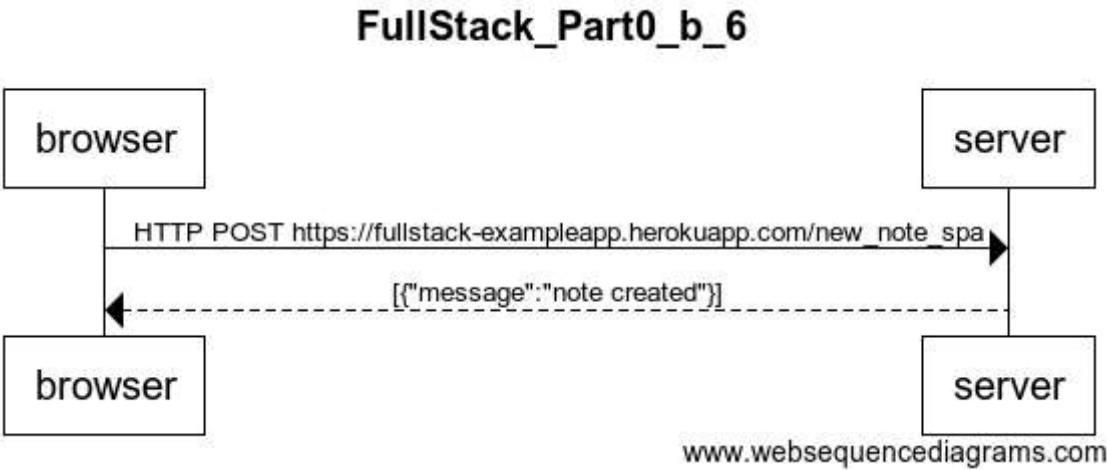 FullStack_Part0_b_6
browser
server
HTTP POST https://fullstack-exampleapp.herokuapp.com/new_note_spa
[{"message":"note created"}]
browser
server
www.websequencediagrams.com